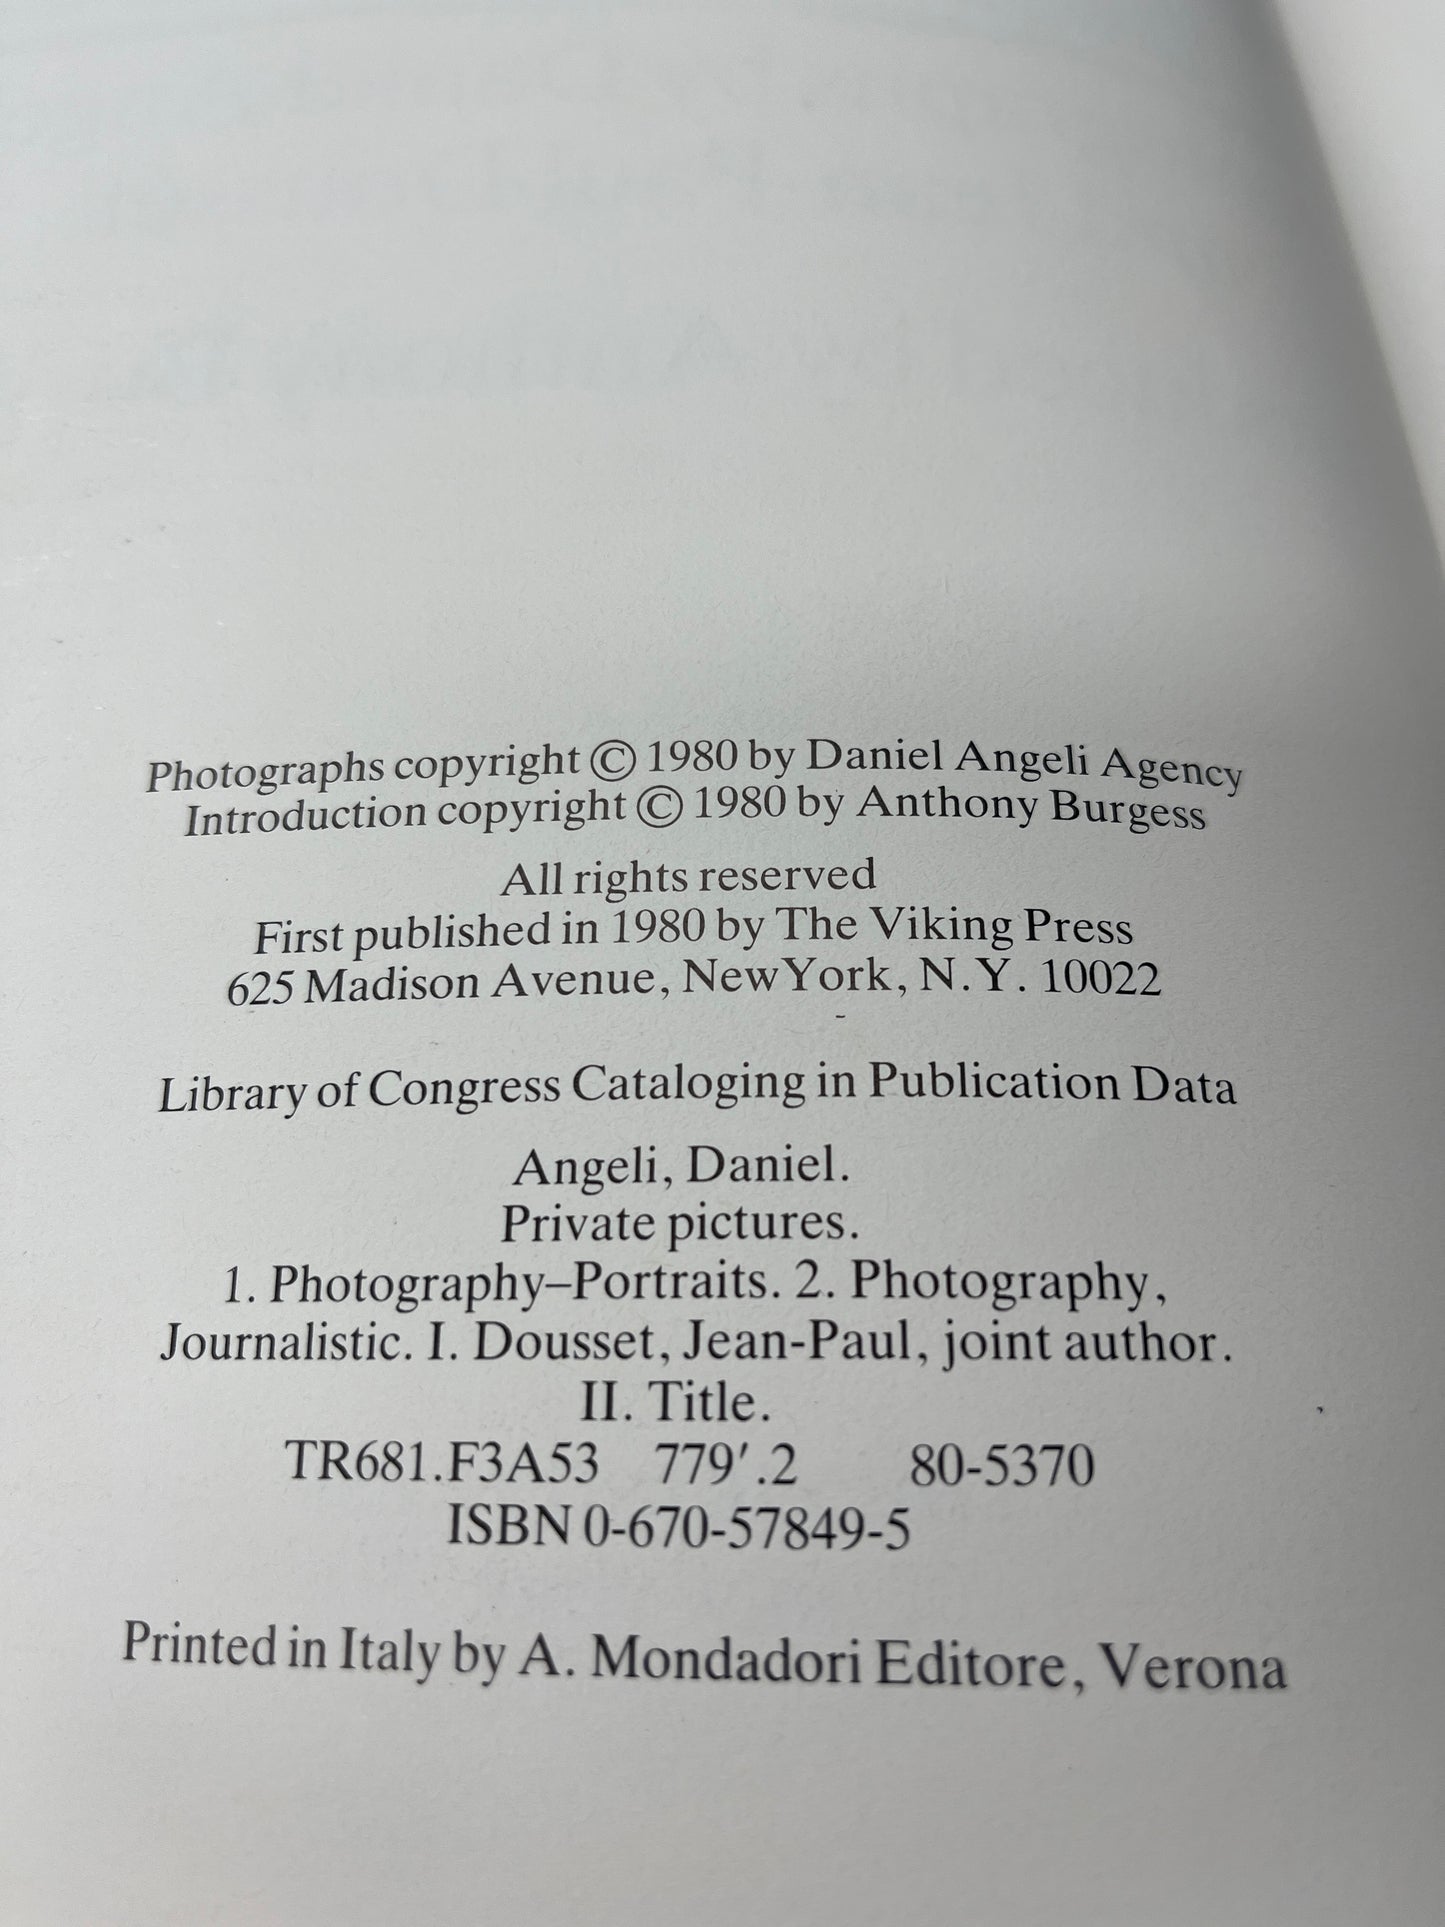 Photographs copyright © 1980 by Daniel Angeli Agency
Introduction copyright © 1980 by Anthony Burgess
All rights reserved
First published in 1980 by The Viking Press
625 Madison Avenue, New York, N.Y. 10022
Library of Congress Cataloging in Publication Data
Angeli, Daniel.
Private pictures.
1. Photography–Portraits. 2. Photography,
Journalistic. I. Dousset, Jean-Paul, joint author.
II. Title.
TR681.F3A53 779′.2 80-5370
ISBN 0-670-57849-5
Printed in Italy by A. Mondadori Editore, Verona